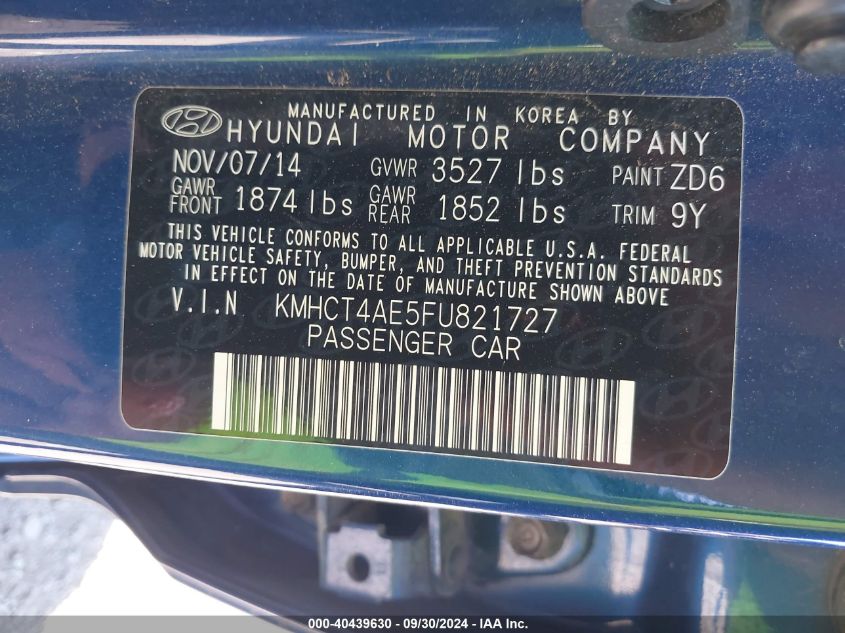 MANUFACTURED IN KOREA BY
HYUNDAI MOTOR COMPANY
NOV/07/14 GVWR 3527 lbs PAINT ZD6
GAWR FRONT 1874 lbs GAWR REAR 1852 lbs TRIM 9Y
THIS VEHICLE CONFORMS TO ALL APPLICABLE U.S.A. FEDERAL
MOTOR VEHICLE SAFETY, BUMPER, AND THEFT PREVENTION STANDARDS
IN EFFECT ON THE DATE OF MANUFACTURE SHOWN ABOVE
V.I.N KMHCT4AE5FU821727
PASSENGER CAR
000-40439630 - 09/30/2024 - IAA, Inc.